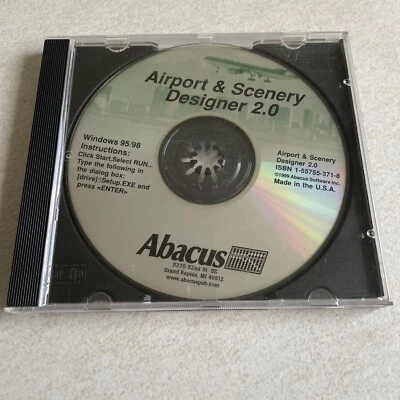 Airport & Scenery
Designer 2.0
Windows 95/98
Instructions:
Click Start,Select RUN...
Type the following in
the dialog box:
[drive]:/Setup.EXE and
press <ENTER>
Airport & Scenery
Designer 2.0
ISBN 1-55755-371-8
©1999 Abacus Software Inc.
Made in the U.S.A.
Abacus
5370 52nd St. SE
Grand Rapids, MI 49512
www.abacuspub.com